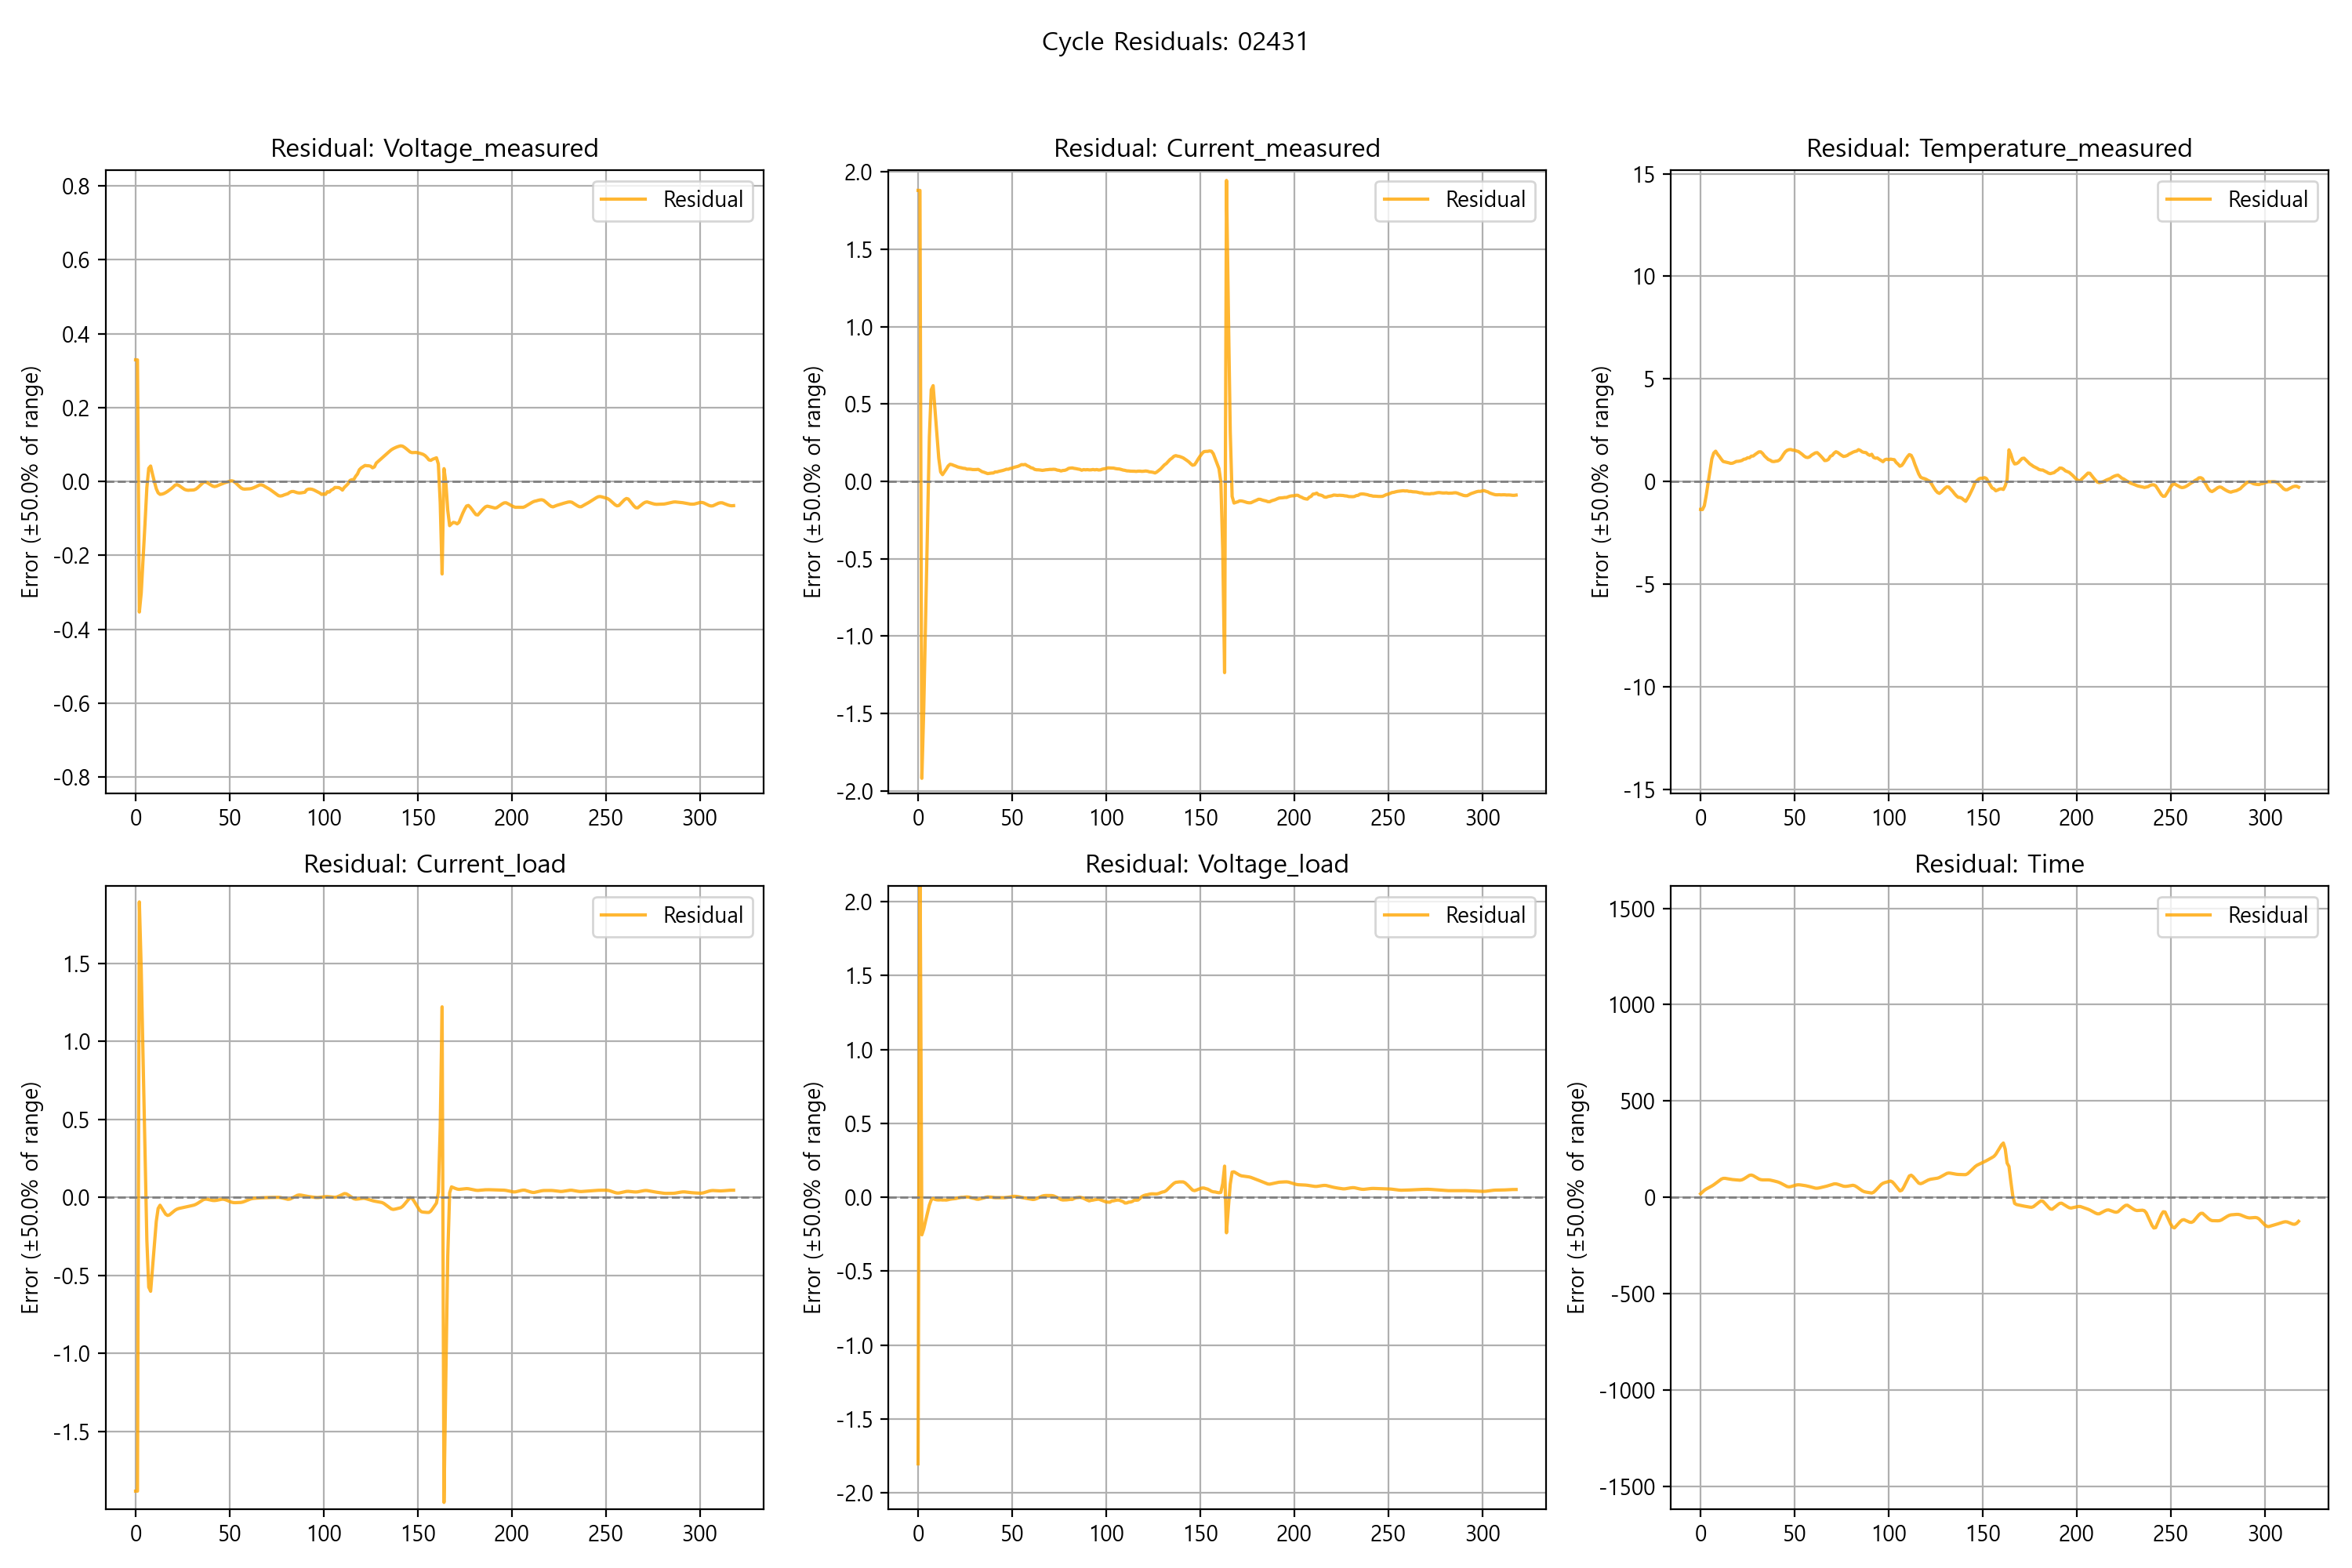 Cycle Residuals: 02431
Residual: Voltage_measured
Residual: Current_measured
Residual: Temperature_measured
Error (±50.0% of range)
0.8
0.6
0.4
0.2
0.0
-0.2
-0.4
-0.6
-0.8
0 50 100 150 200 250 300
Residual
Error (±50.0% of range)
2.0
1.5
1.0
0.5
0.0
-0.5
-1.0
-1.5
-2.0
0 50 100 150 200 250 300
Residual
Error (±50.0% of range)
15
10
5
0
-5
-10
-15
0 50 100 150 200 250 300
Residual
Residual: Current_load
Residual: Voltage_load
Residual: Time
Error (±50.0% of range)
1.5
1.0
0.5
0.0
-0.5
-1.0
-1.5
0 50 100 150 200 250 300
Residual
Error (±50.0% of range)
2.0
1.5
1.0
0.5
0.0
-0.5
-1.0
-1.5
-2.0
0 50 100 150 200 250 300
Residual
Error (±50.0% of range)
1500
1000
500
0
-500
-1000
-1500
0 50 100 150 200 250 300
Residual